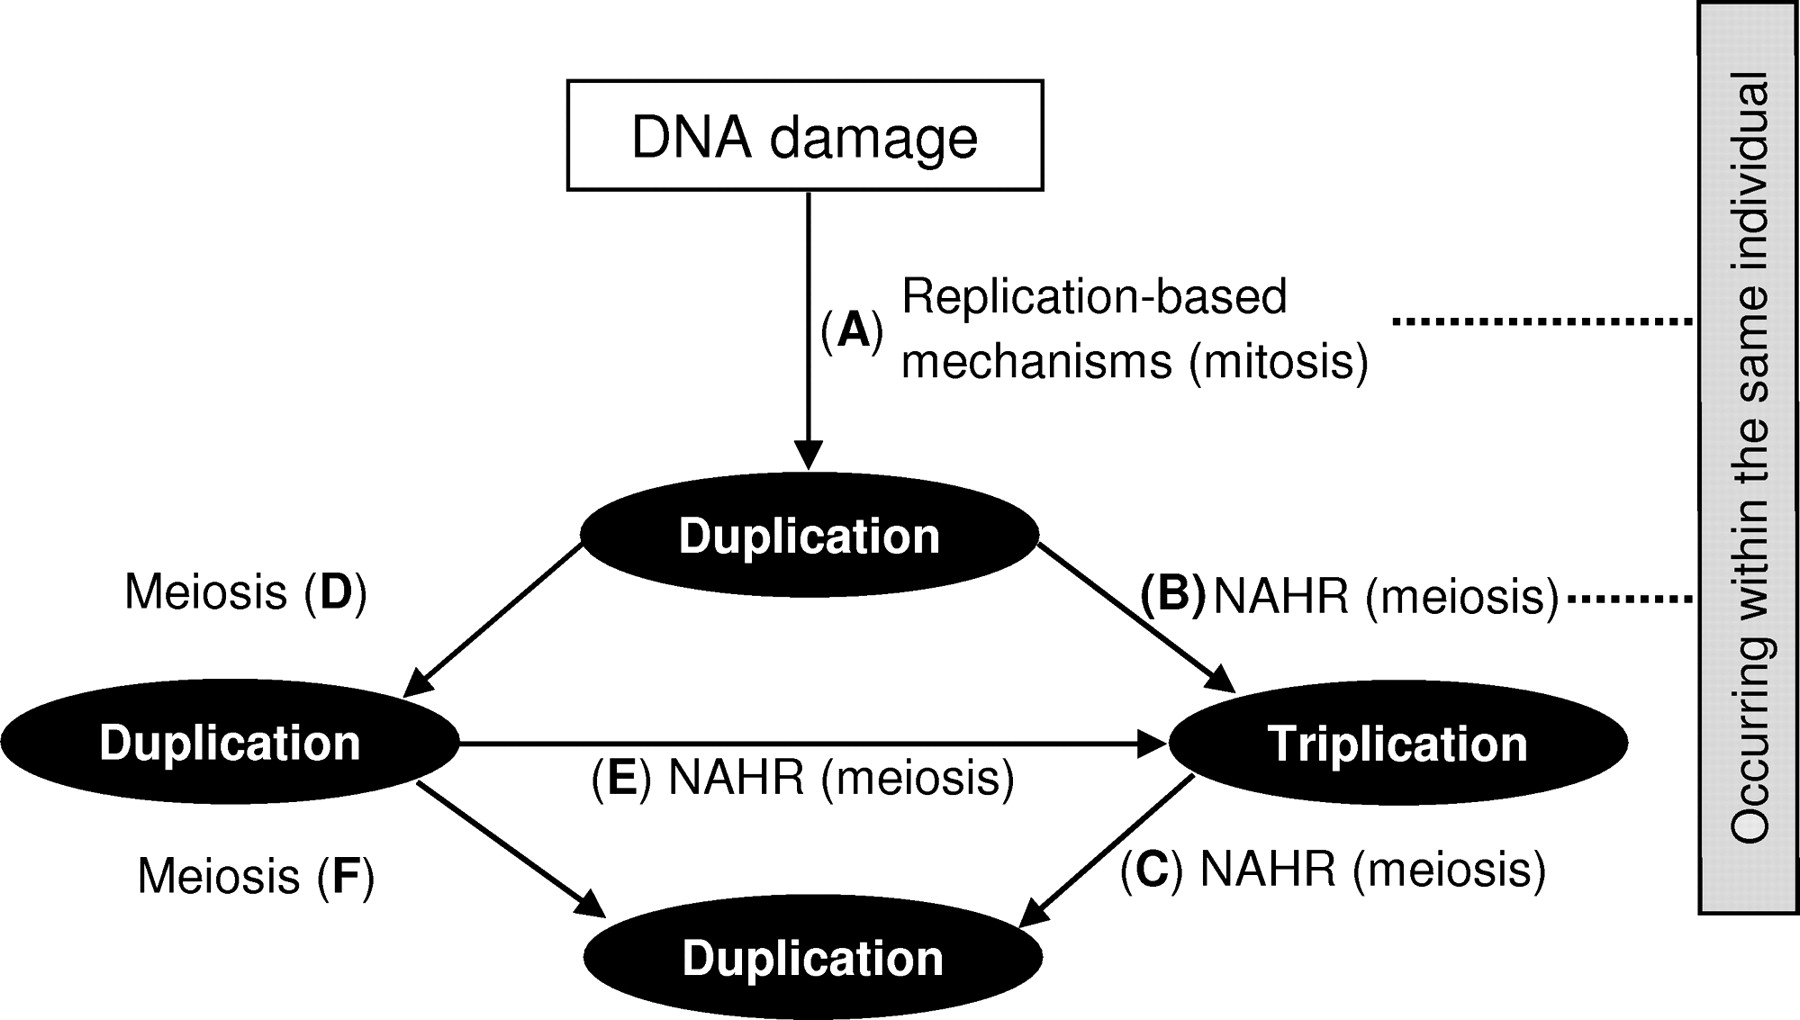 DNA damage
(A) Replication-based
mechanisms (mitosis)
Duplication
Meiosis (D)
(B) NAHR (meiosis)
Duplication
Triplication
(E) NAHR (meiosis)
Meiosis (F)
(C) NAHR (meiosis)
Duplication
Occurring within the same individual